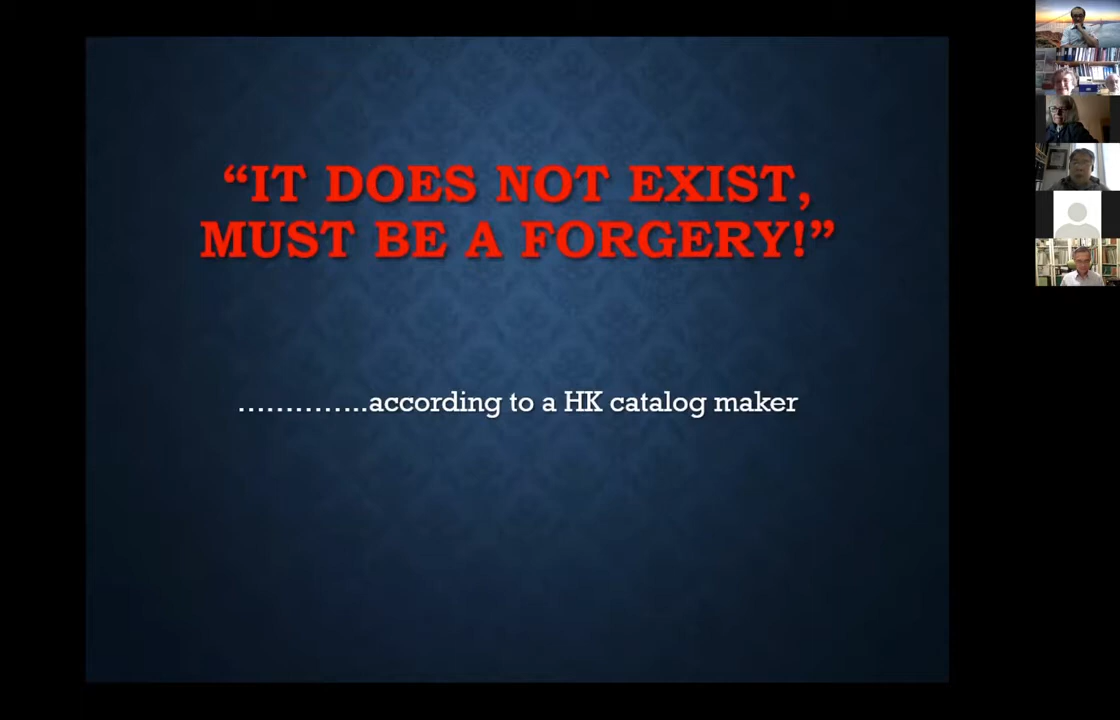 “IT DOES NOT EXIST,
MUST BE A FORGERY!”
…………..according to a HK catalog maker